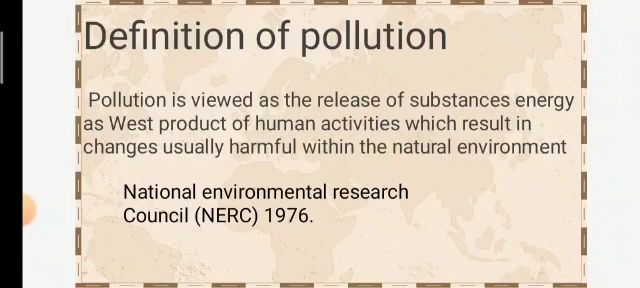 Definition of pollution
Pollution is viewed as the release of substances energy
as West product of human activities which result in
changes usually harmful within the natural environment
National environmental research
Council (NERC) 1976.